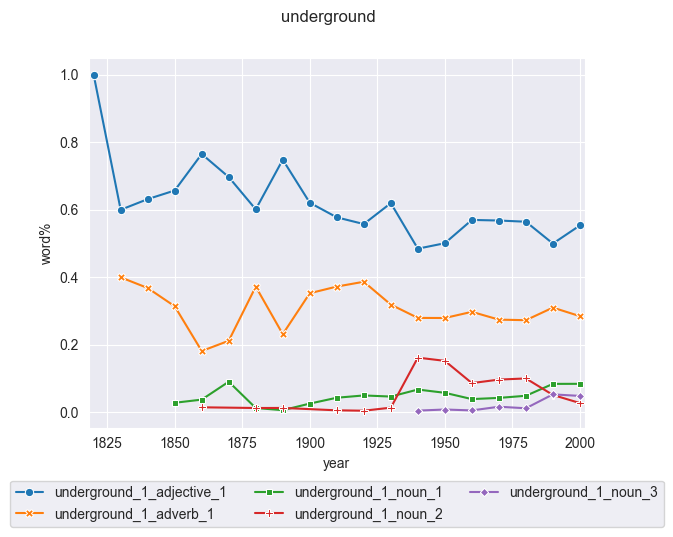 underground
1.0
0.8
0.6
0.4
0.2
0.0
word%
1825 1850 1875 1900 1925 1950 1975 2000
year
underground_1_adjective_1 underground_1_noun_1 underground_1_noun_3
underground_1_adverb_1 underground_1_noun_2